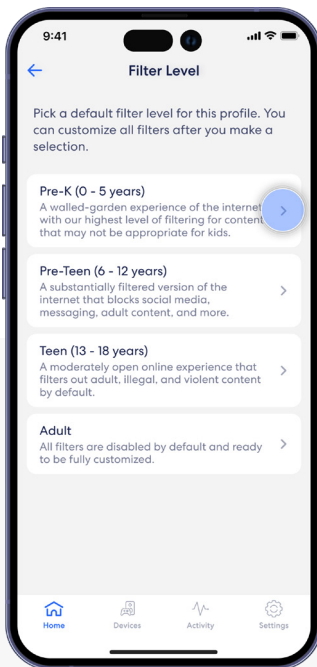 9:41
Filter Level
Pick a default filter level for this profile. You
can customize all filters after you make a
selection.
Pre-K (0 - 5 years)
A walled-garden experience of the internet
with our highest level of filtering for content
that may not be appropriate for kids.
Pre-Teen (6 - 12 years)
A substantially filtered version of the
internet that blocks social media,
messaging, adult content, and more.
Teen (13 - 18 years)
A moderately open online experience that
filters out adult, illegal, and violent content
by default.
Adult
All filters are disabled by default and ready
to be fully customized.
Home Devices Activity Settings